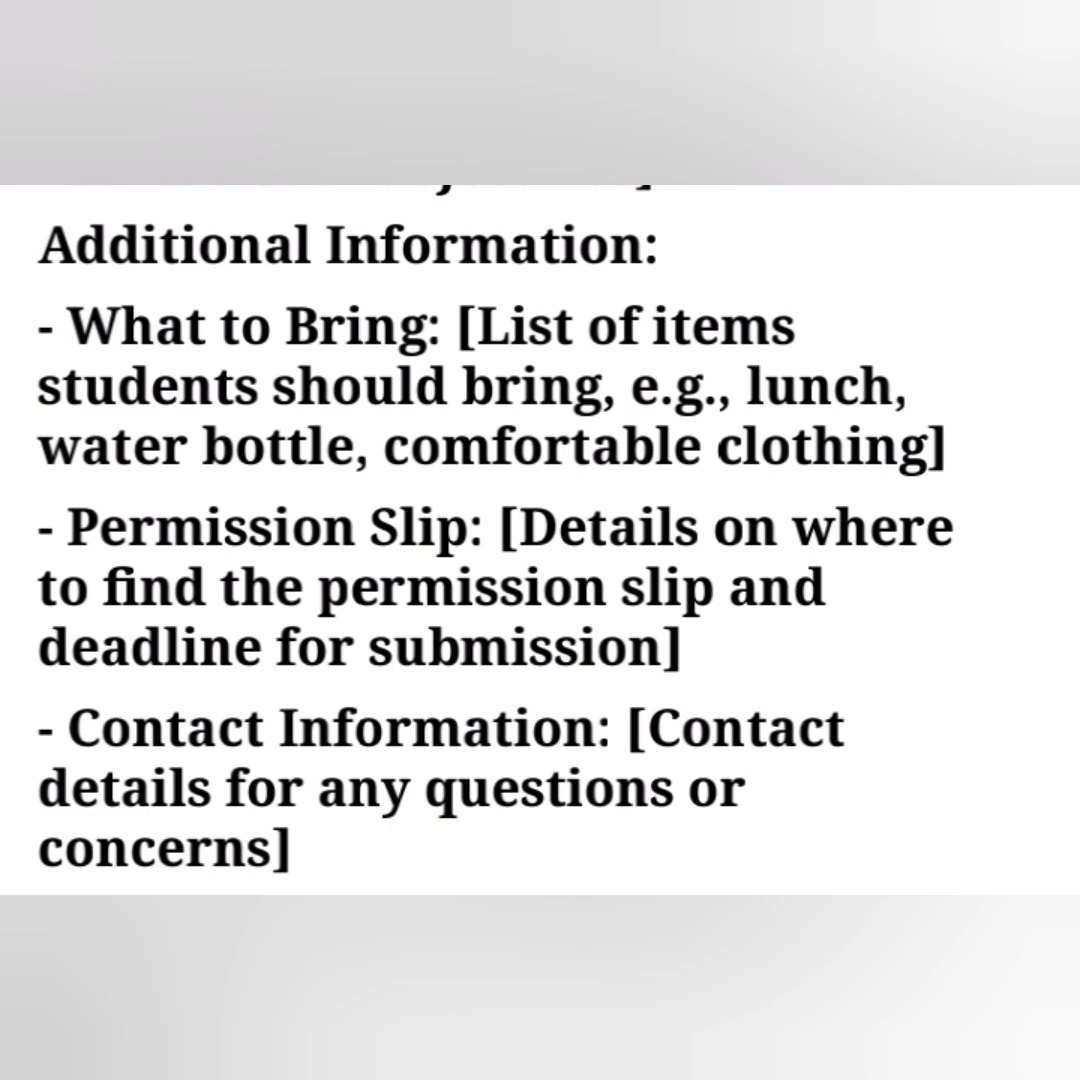 Additional Information:
- What to Bring: [List of items
students should bring, e.g., lunch,
water bottle, comfortable clothing]
- Permission Slip: [Details on where
to find the permission slip and
deadline for submission]
- Contact Information: [Contact
details for any questions or
concerns]